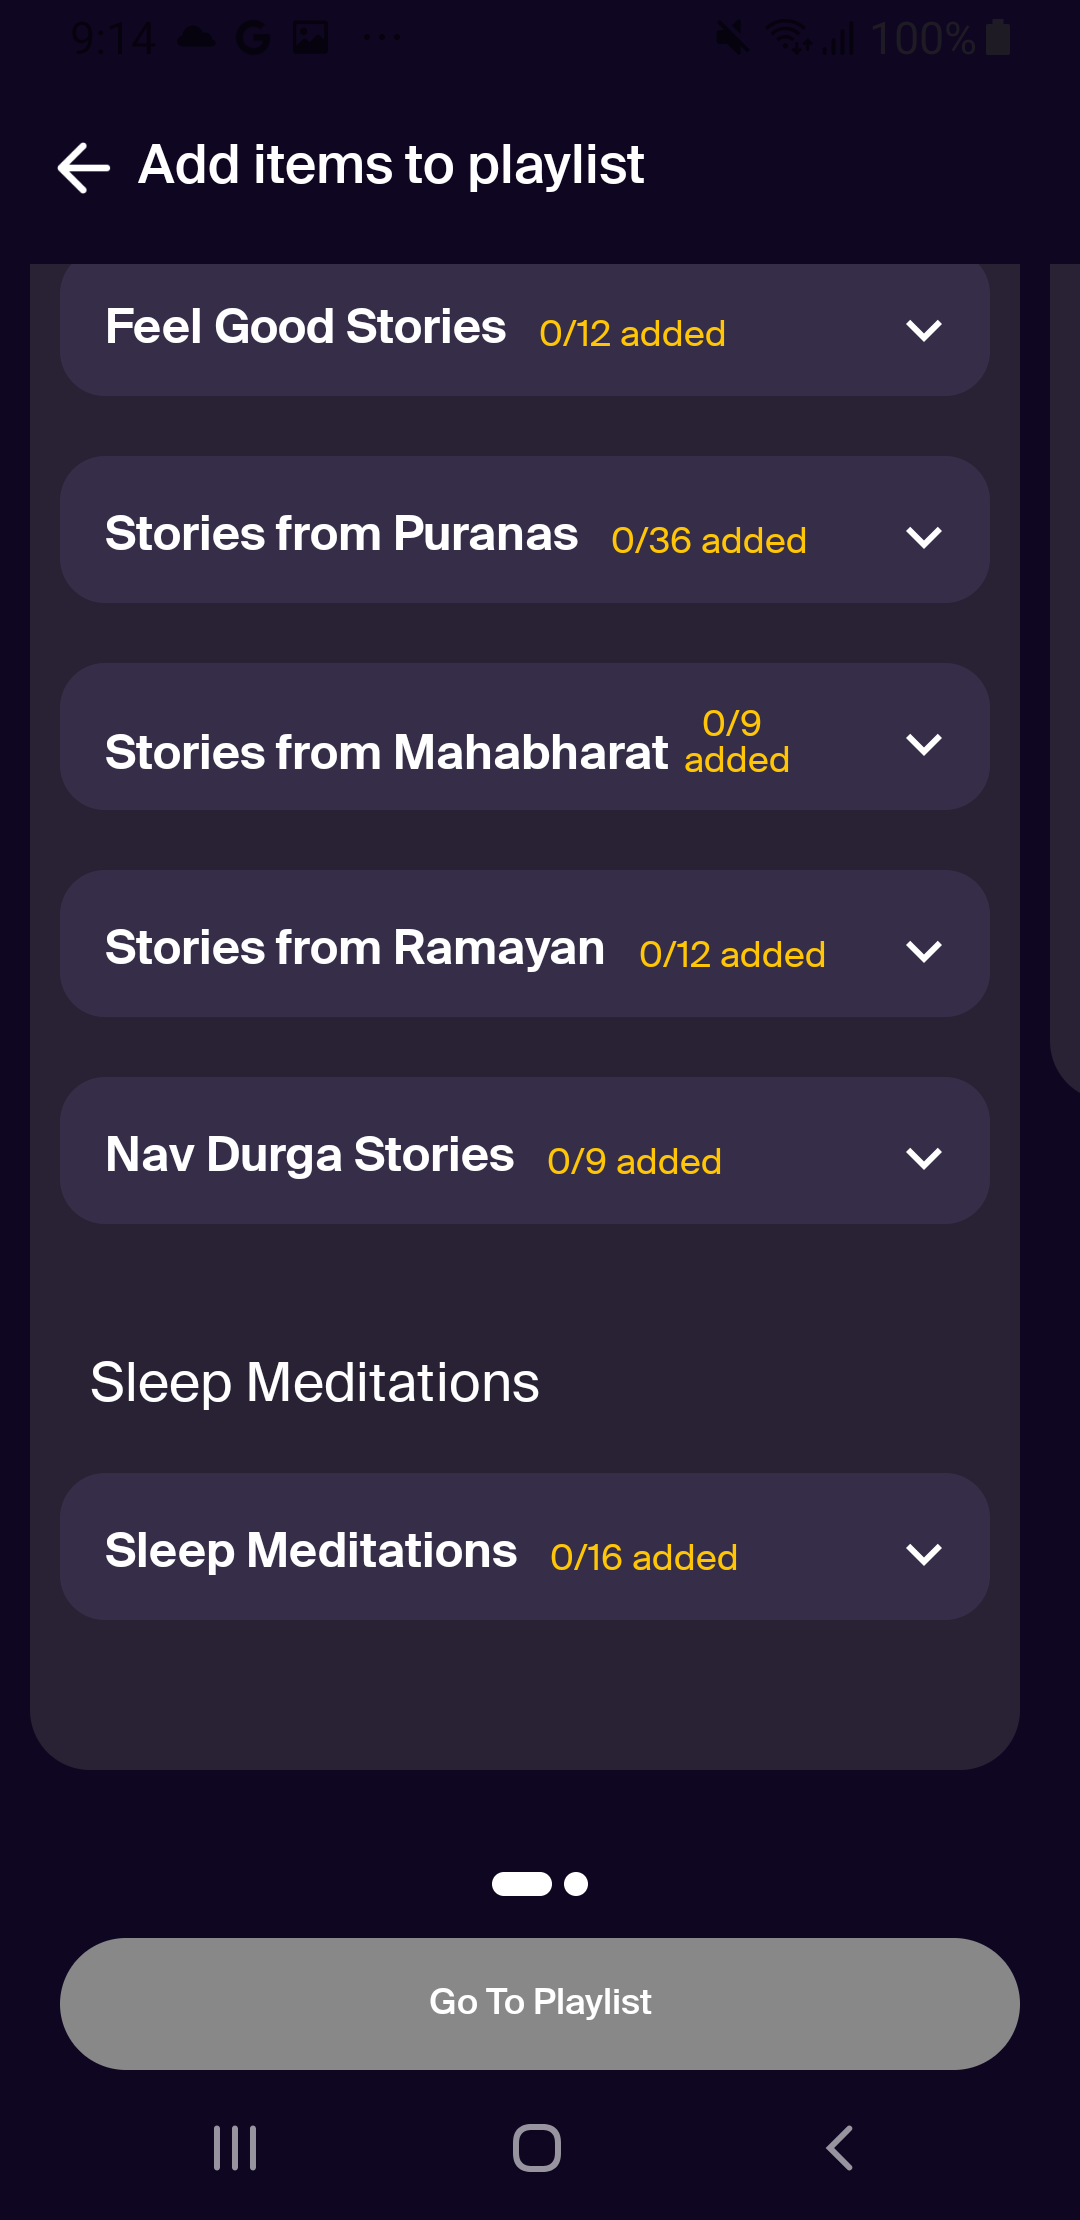 9:14 100%
Add items to playlist
Feel Good Stories 0/12 added
Stories from Puranas 0/36 added
Stories from Mahabharat 0/9 added
Stories from Ramayan 0/12 added
Nav Durga Stories 0/9 added
Sleep Meditations
Sleep Meditations 0/16 added
Go To Playlist